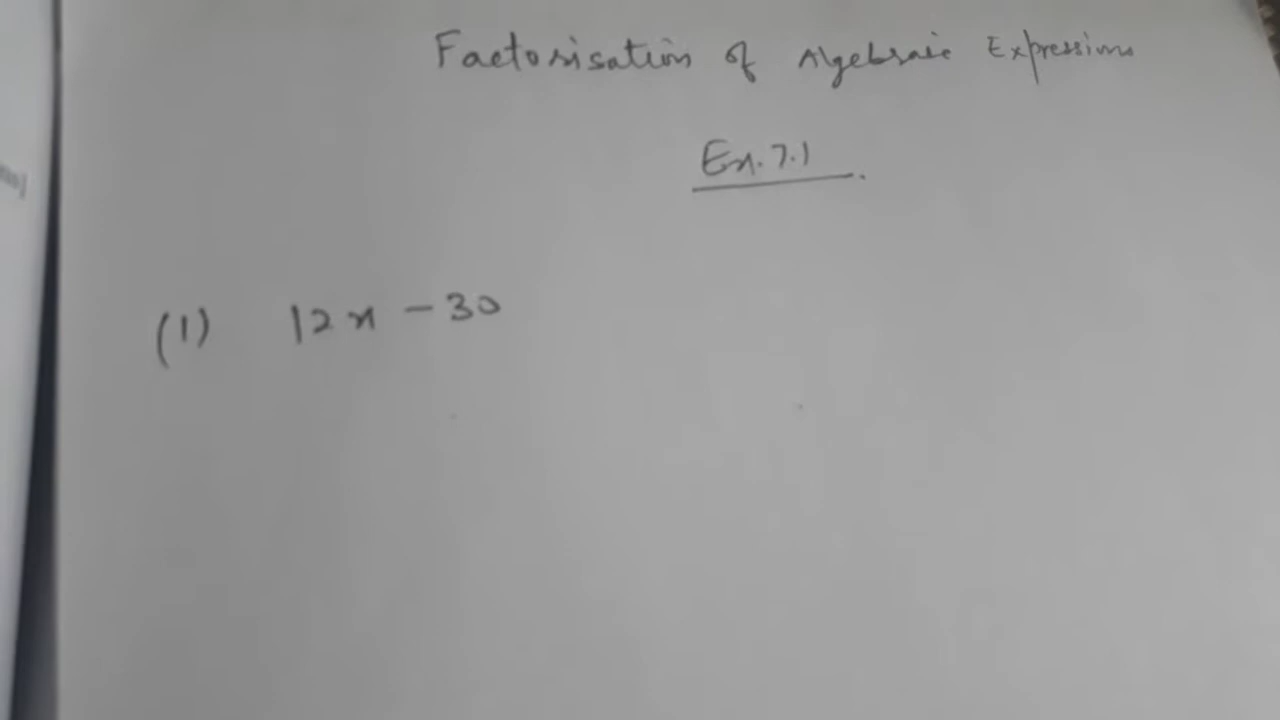 Factorisation of Algebraic Expressions
Ex. 7.1
(1) 12x - 30